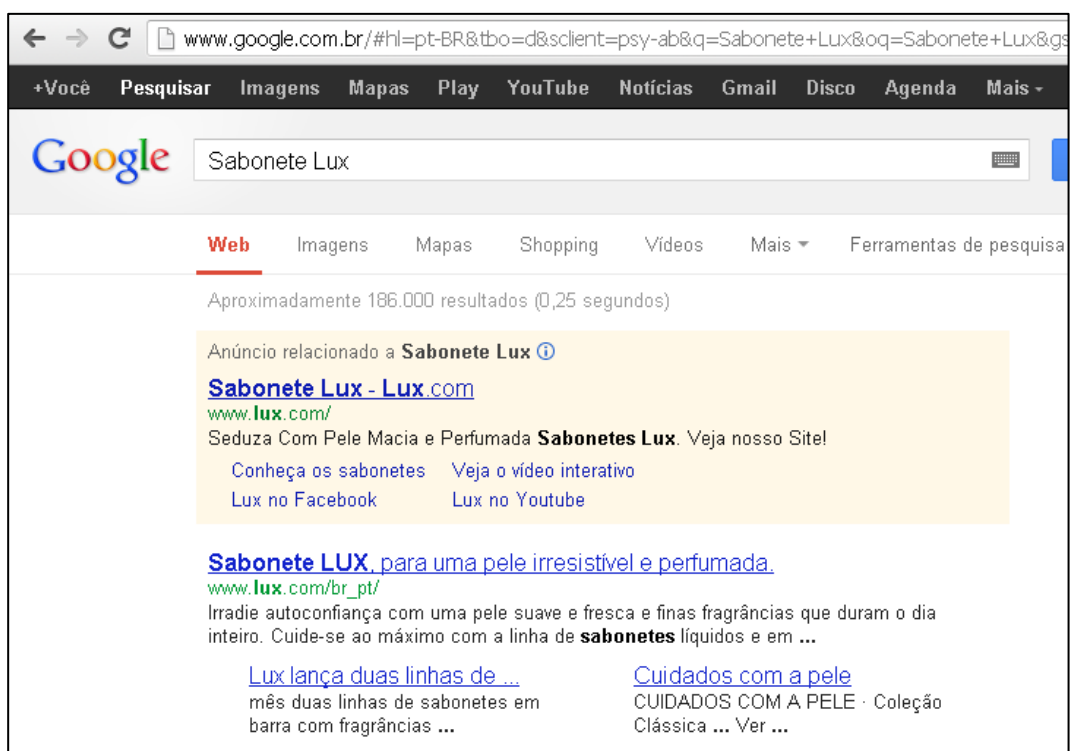 www.google.com.br/#hl=pt-BR&tbo=d&sclient=psy-ab&q=Sabonete+Lux&oq=Sabonete+Lux&gs
+Você Pesquisar Imagens Mapas Play YouTube Notícias Gmail Disco Agenda Mais
Google Sabonete Lux
Web Imagens Mapas Shopping Vídeos Mais Ferramentas de pesquisa
Aproximadamente 186.000 resultados (0,25 segundos)
Anúncio relacionado a Sabonete Lux
Sabonete Lux - Lux.com
www.lux.com/
Seduza Com Pele Macia e Perfumada Sabonetes Lux. Veja nosso Site!
Conheça os sabonetes Veja o vídeo interativo
Lux no Facebook Lux no Youtube
Sabonete LUX, para uma pele irresistível e perfumada.
www.lux.com/br_pt/
Irradie autoconfiança com uma pele suave e fresca e finas fragrâncias que duram o dia
inteiro. Cuide-se ao máximo com a linha de sabonetes líquidos e em ...
Lux lança duas linhas de ...
mês duas linhas de sabonetes em
barra com fragrâncias ...
Cuidados com a pele
CUIDADOS COM A PELE · Coleção
Clássica ... Ver ...